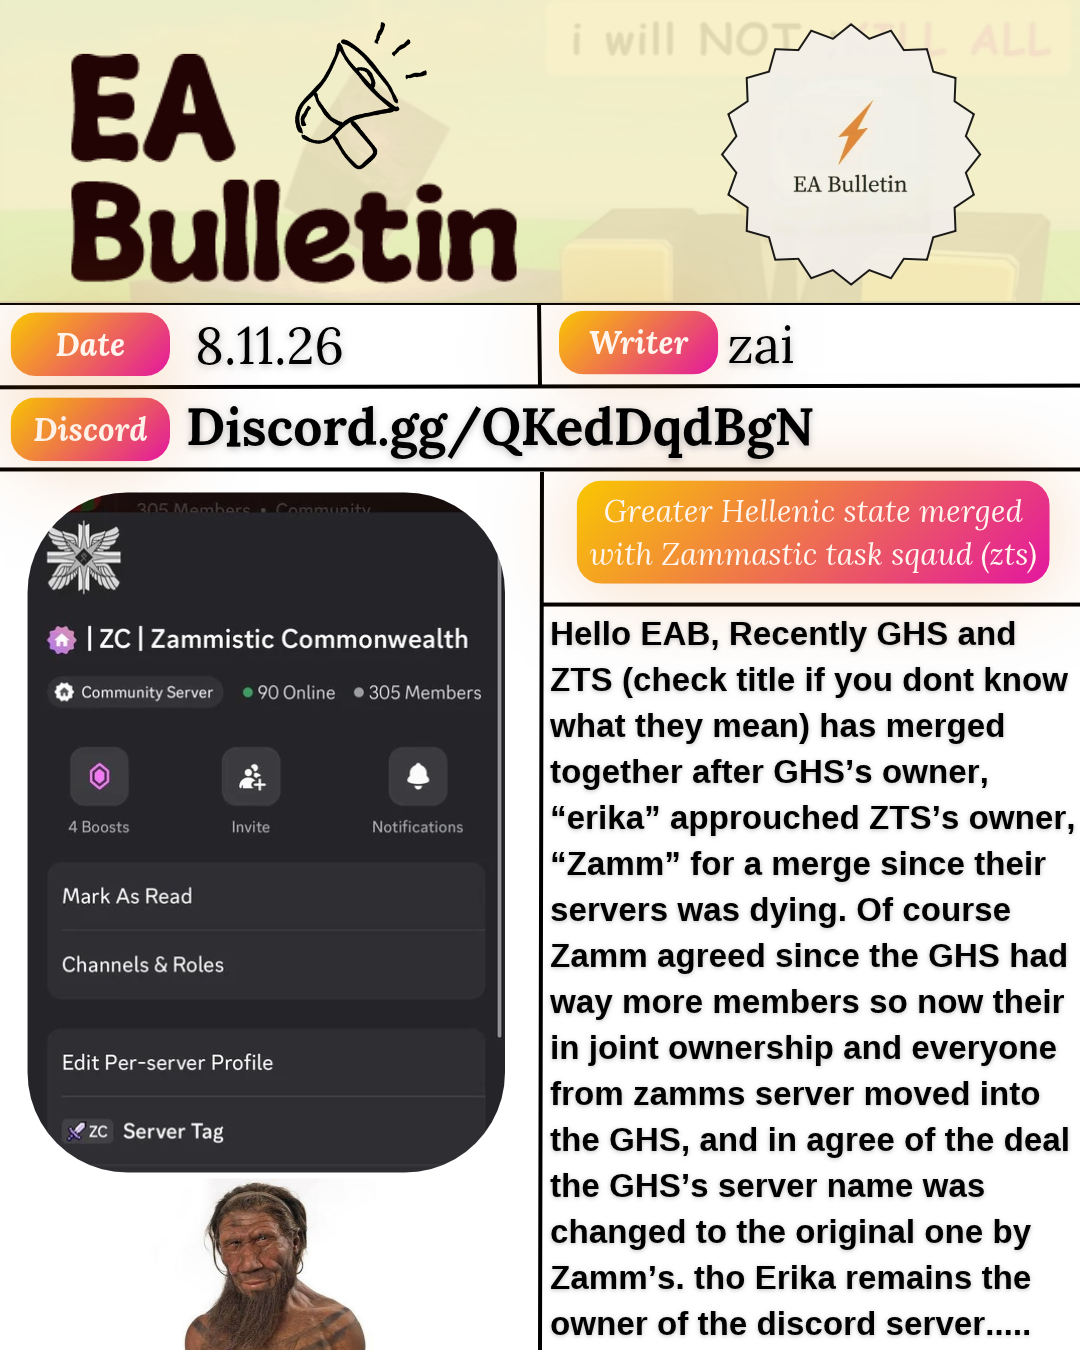 i will NOT KILL ALL
EA
Bulletin
EA Bulletin
Date
8.11.26
Writer
zai
Discord
Discord.gg/QKedDqdBgN
305 Members • Community
| ZC | Zammistic Commonwealth
Community Server
90 Online
305 Members
4 Boosts
Invite
Notifications
Mark As Read
Channels & Roles
Edit Per-server Profile
ZC
Server Tag
Greater Hellenic state merged
with Zammastic task sqaud (zts)
Hello EAB, Recently GHS and
ZTS (check title if you dont know
what they mean) has merged
together after GHS’s owner,
“erika” approuched ZTS’s owner,
“Zamm” for a merge since their
servers was dying. Of course
Zamm agreed since the GHS had
way more members so now their
in joint ownership and everyone
from zamms server moved into
the GHS, and in agree of the deal
the GHS’s server name was
changed to the original one by
Zamm’s. tho Erika remains the
owner of the discord server.....